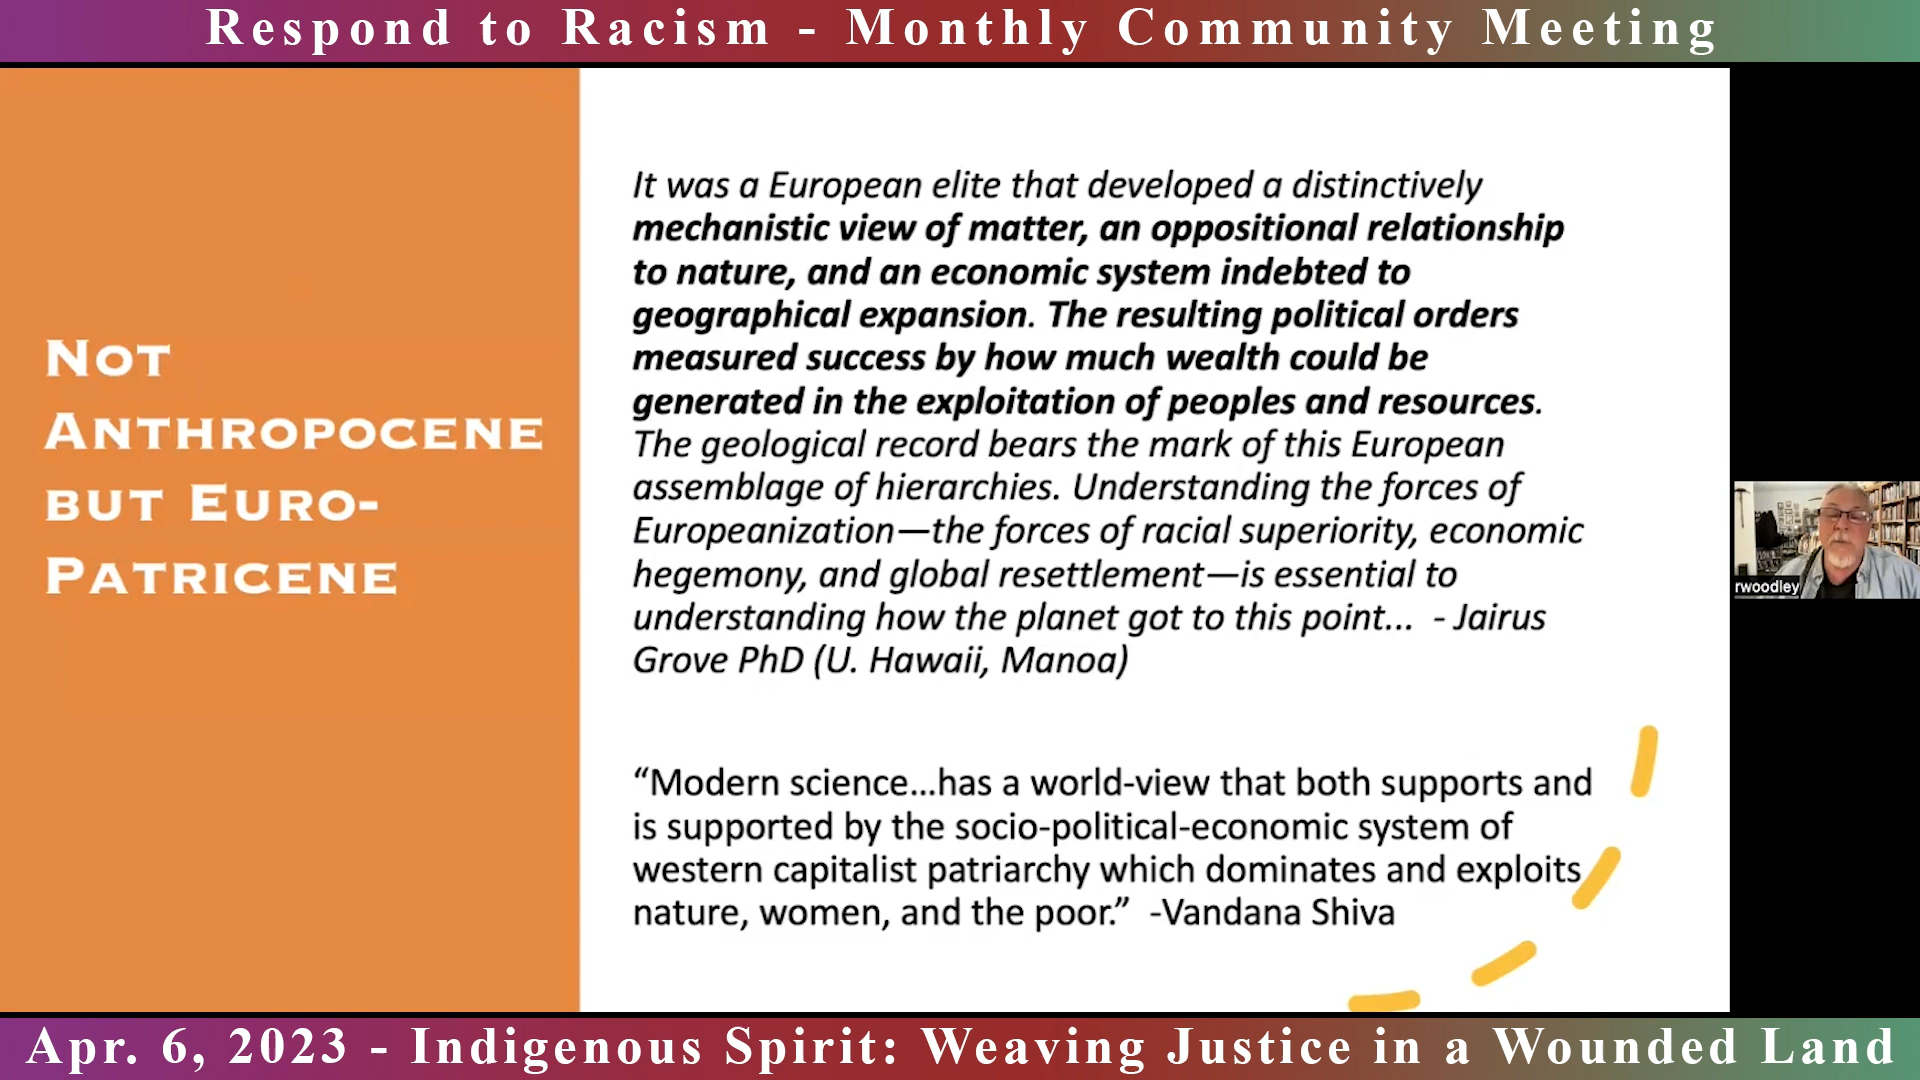 Respond to Racism - Monthly Community Meeting
Not
Anthropocene
but Euro-
Patricene
It was a European elite that developed a distinctively
mechanistic view of matter, an oppositional relationship
to nature, and an economic system indebted to
geographical expansion. The resulting political orders
measured success by how much wealth could be
generated in the exploitation of peoples and resources.
The geological record bears the mark of this European
assemblage of hierarchies. Understanding the forces of
Europeanization—the forces of racial superiority, economic
hegemony, and global resettlement—is essential to
understanding how the planet got to this point... - Jairus
Grove PhD (U. Hawaii, Manoa)
“Modern science...has a world-view that both supports and
is supported by the socio-political-economic system of
western capitalist patriarchy which dominates and exploits
nature, women, and the poor.” -Vandana Shiva
rwoodley
Apr. 6, 2023 - Indigenous Spirit: Weaving Justice in a Wounded Land